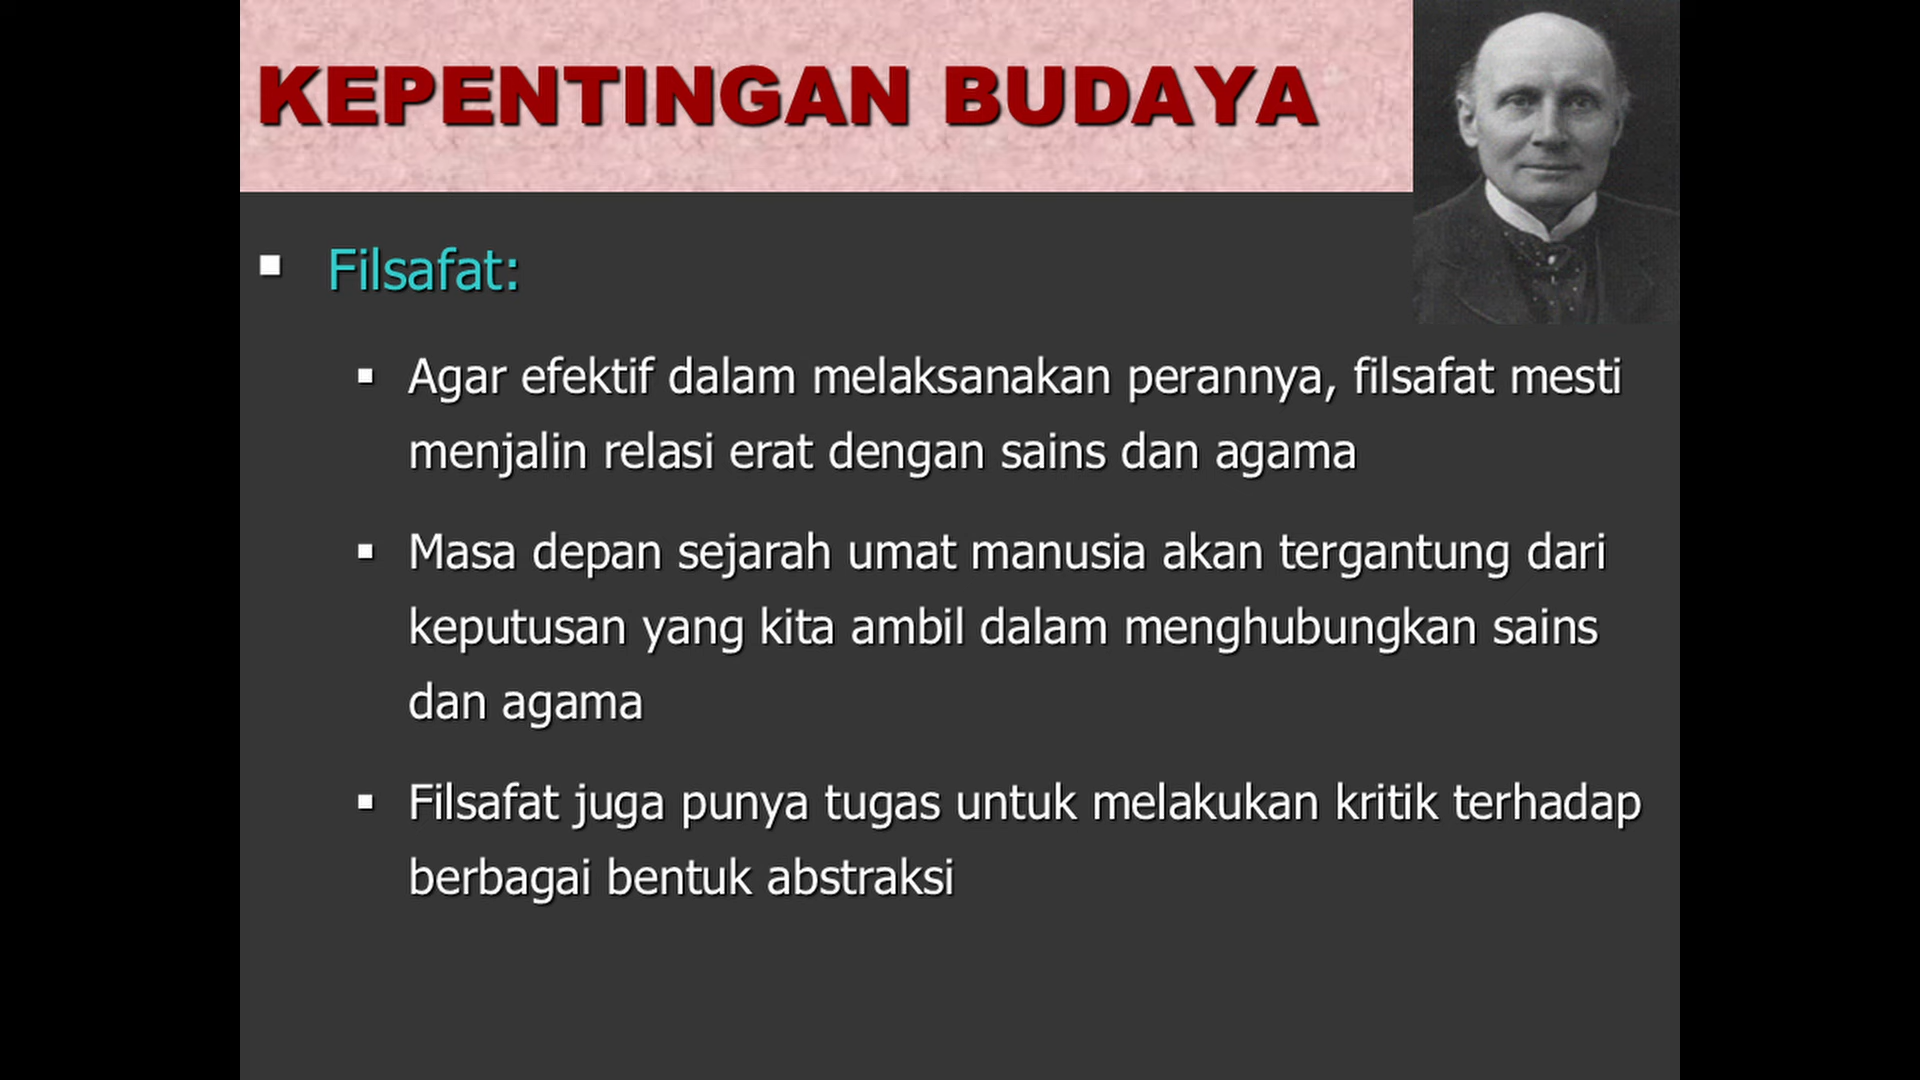 KEPENTINGAN BUDAYA
Filsafat:
Agar efektif dalam melaksanakan perannya, filsafat mesti
menjalin relasi erat dengan sains dan agama
Masa depan sejarah umat manusia akan tergantung dari
keputusan yang kita ambil dalam menghubungkan sains
dan agama
Filsafat juga punya tugas untuk melakukan kritik terhadap
berbagai bentuk abstraksi